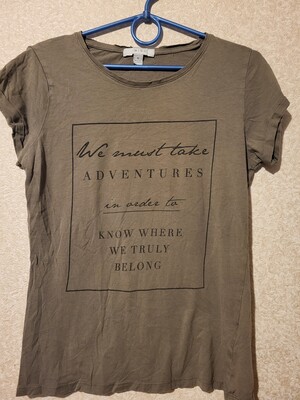 We must take
ADVENTURES
in order to
KNOW WHERE
WE TRULY
BELONG